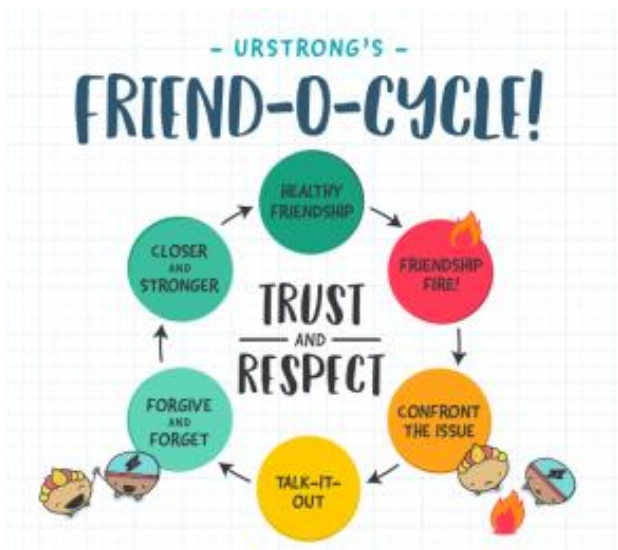 - URSTRONG'S -
FRIEND-O-CYCLE!
HEALTHY
FRIENDSHIP
FRIENDSHIP
FIRE!
CONFRONT
THE ISSUE
TALK-IT-
OUT
FORGIVE
AND
FORGET
CLOSER
AND
STRONGER
TRUST
AND
RESPECT